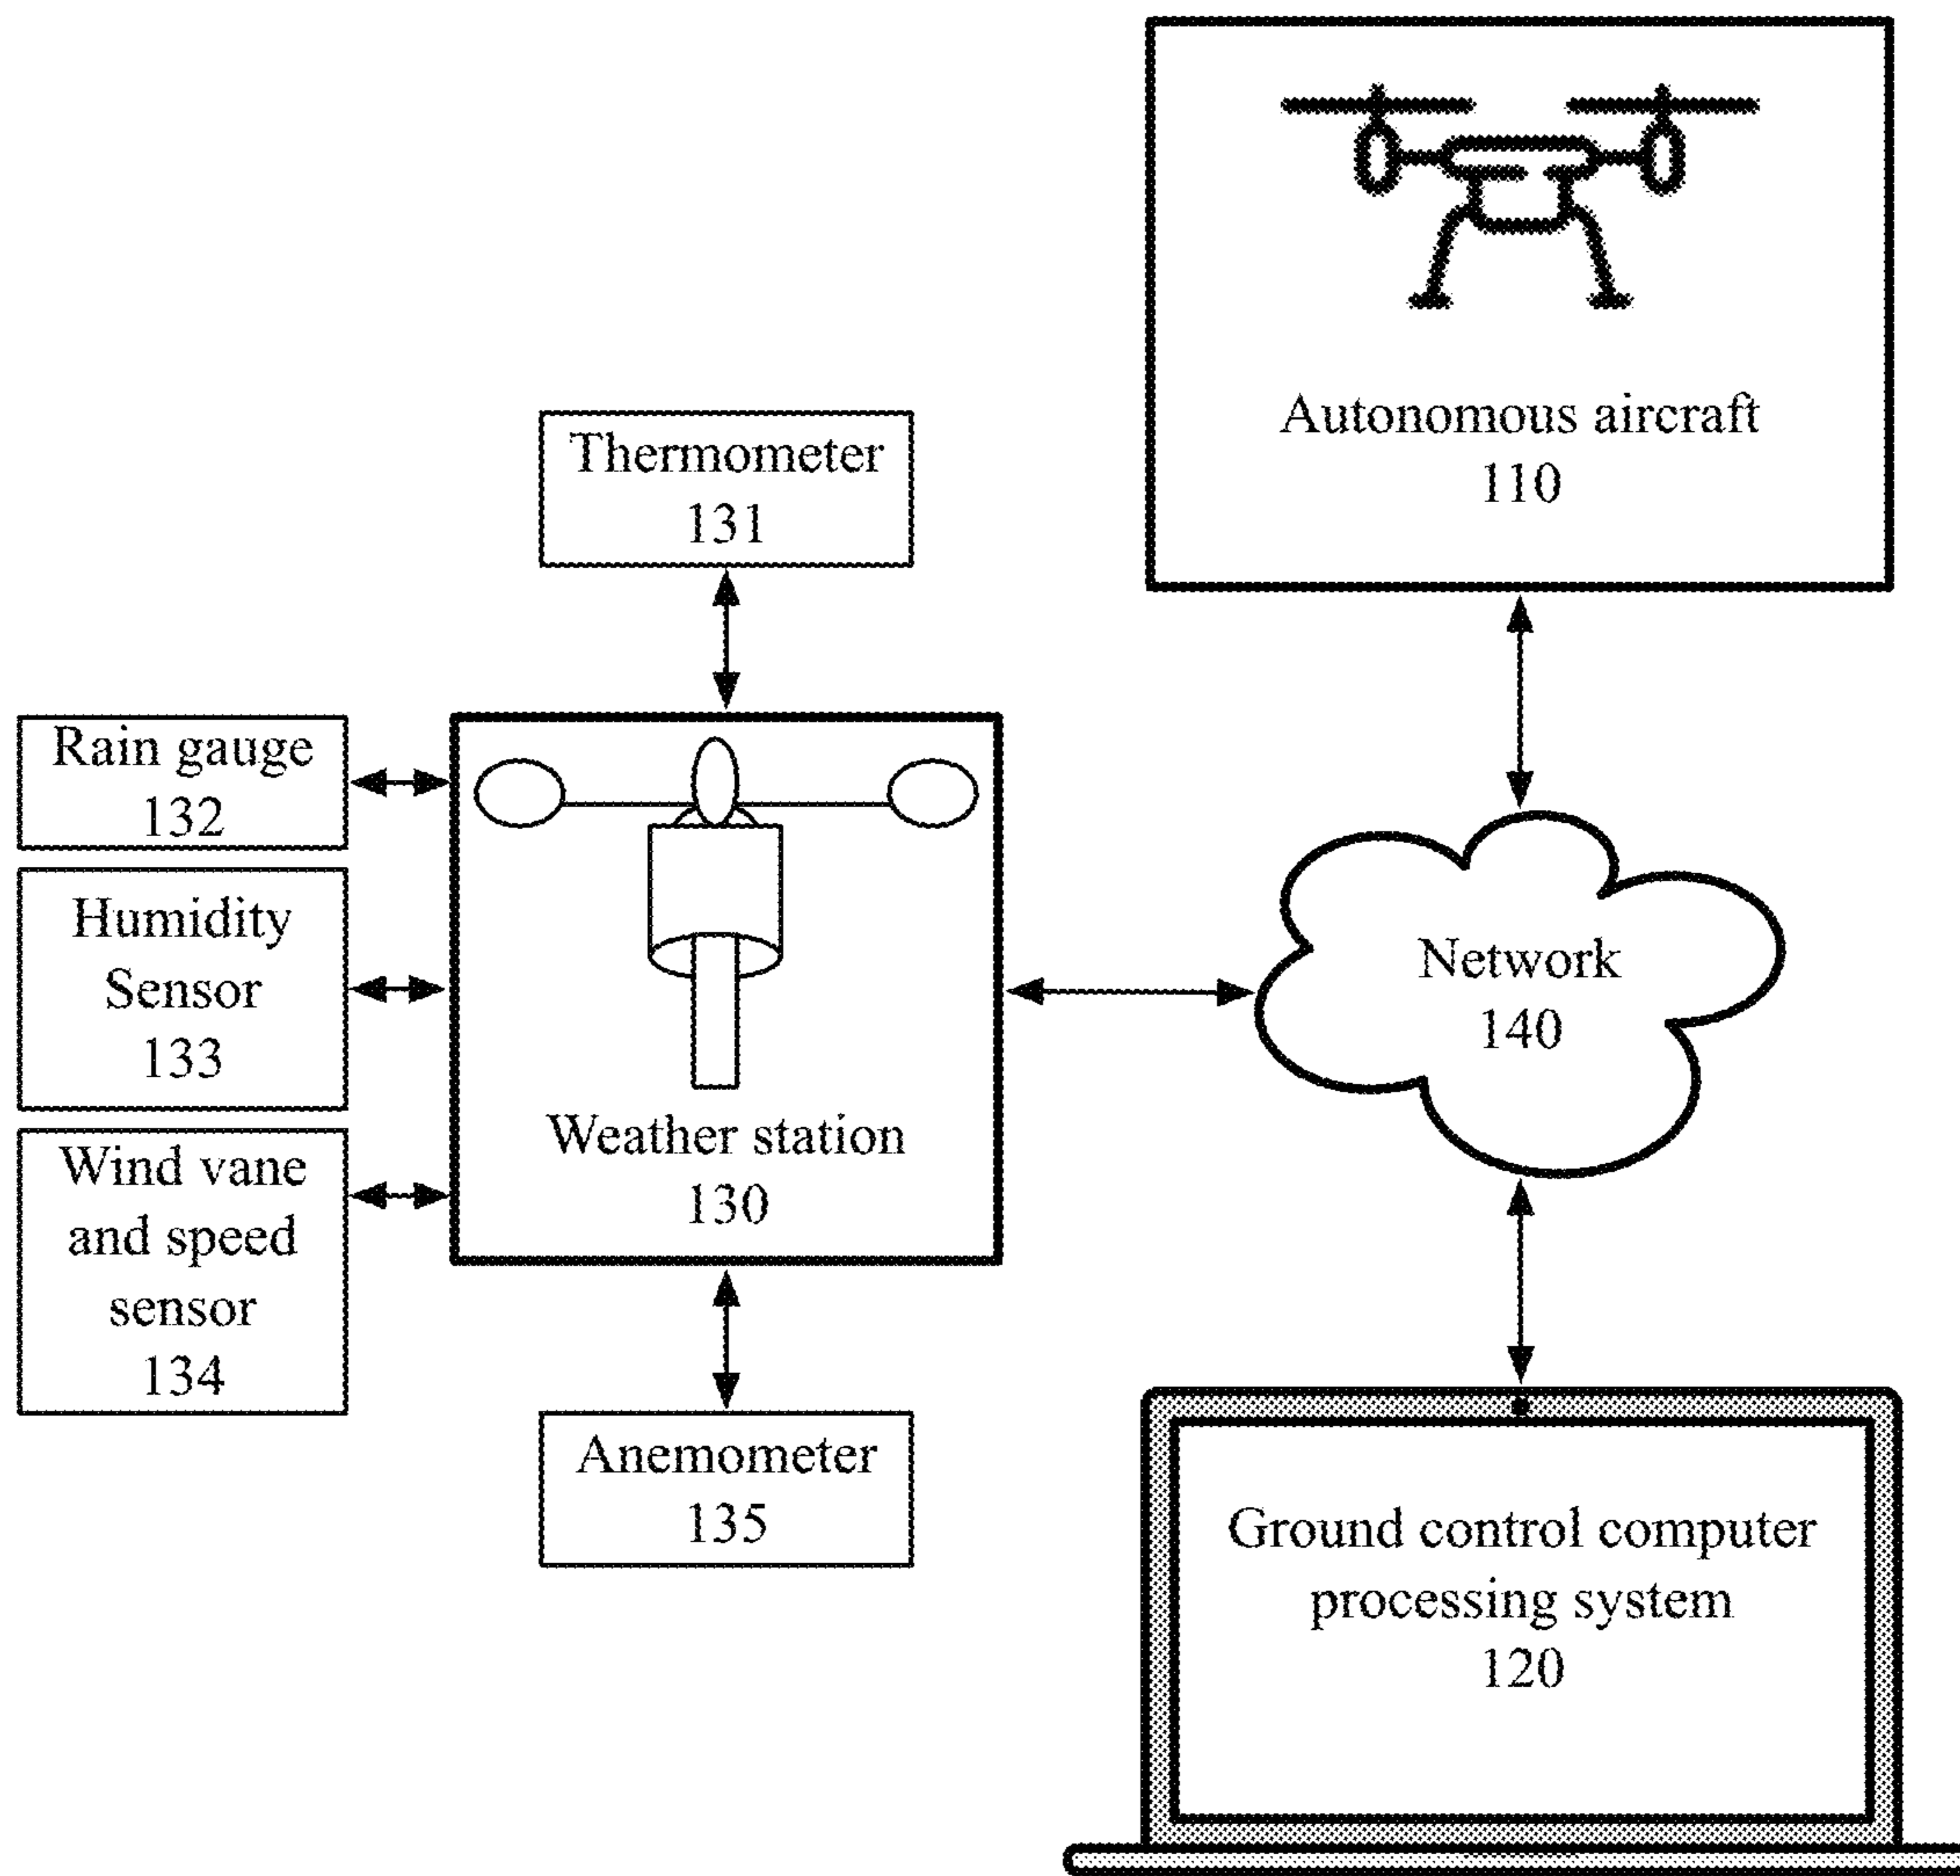 Autonomous aircraft
110
Thermometer
131
Rain gauge
132
Humidity
Sensor
133
Wind vane
and speed
sensor
134
Weather station
130
Network
140
Anemometer
135
Ground control computer
processing system
120